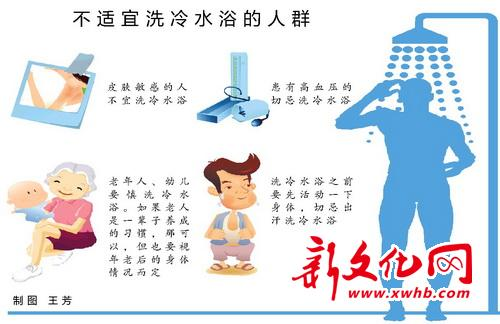 不适宜洗冷水浴的人群
皮肤敏感的人
不宜洗冷水浴
患有高血压的
切忌洗冷水浴
老年人、幼儿
要慎洗冷水
浴。如果老人
是一辈子养成
的习惯，那可
以，但也要视
年老后的身体
情况而定
洗冷水浴之前
要先活动一下
身体，切忌出
汗洗冷水浴
新文化网
www.xwhb.com
制图 王芳